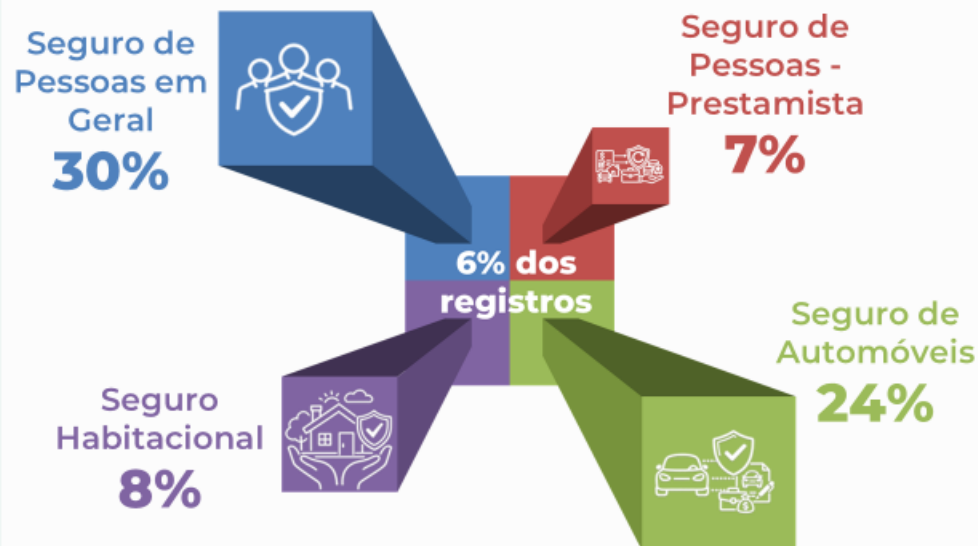 Seguro de
Pessoas em
Geral
30%
Seguro de
Pessoas -
Prestamista
7%
6% dos
registros
Seguro
Habitacional
8%
Seguro de
Automóveis
24%